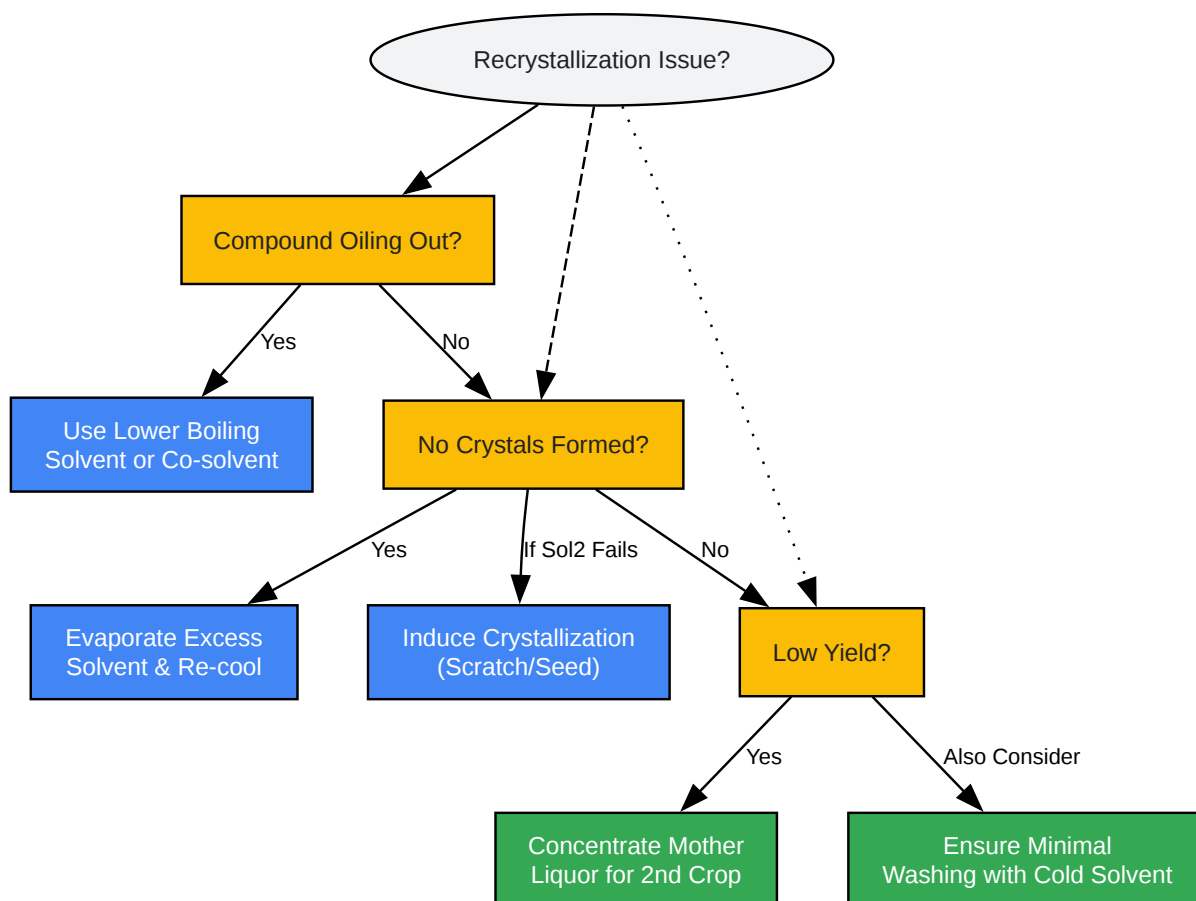 Recrystallization Issue?
Compound Oiling Out?
Yes
No
Use Lower Boiling
Solvent or Co-solvent
No Crystals Formed?
Yes
If Sol2 Fails
No
Evaporate Excess
Solvent & Re-cool
Induce Crystallization
(Scratch/Seed)
Low Yield?
Yes
Also Consider
Concentrate Mother
Liquor for 2nd Crop
Ensure Minimal
Washing with Cold Solvent